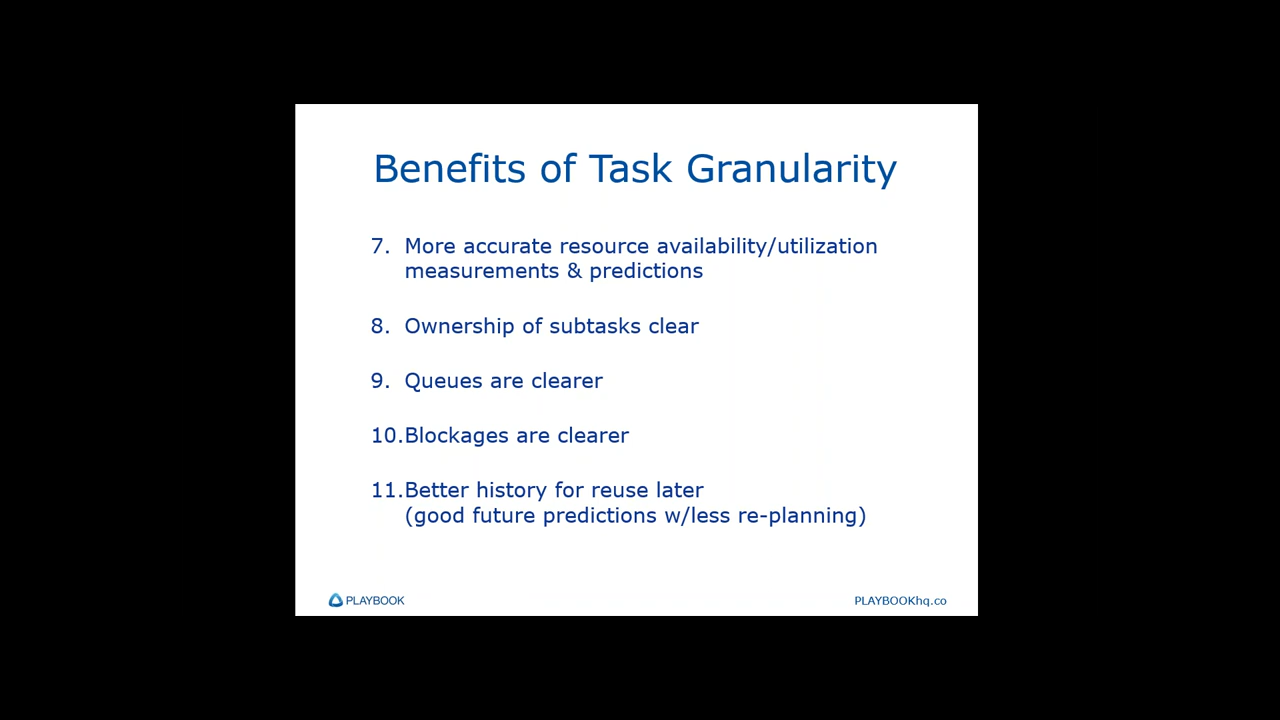 Benefits of Task Granularity
7. More accurate resource availability/utilization
measurements & predictions
8. Ownership of subtasks clear
9. Queues are clearer
10.Blockages are clearer
11.Better history for reuse later
(good future predictions w/less re-planning)
PLAYBOOK
PLAYBOOKhq.co